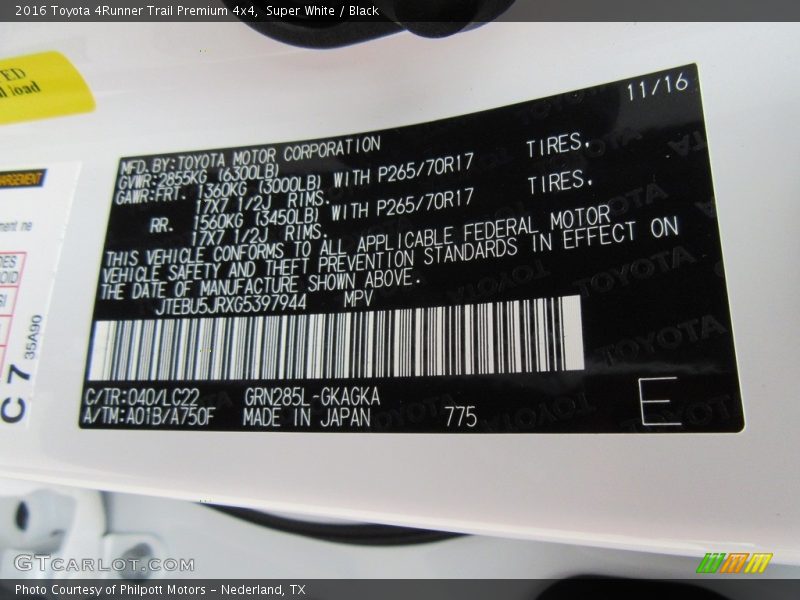 2016 Toyota 4Runner Trail Premium 4x4, Super White / Black
11/16
MFD. BY: TOYOTA MOTOR CORPORATION
GVWR: 2855KG (6300LB)
GAWR: FRT. 1360KG (3000LB) WITH P265/70R17 TIRES,
17X7 1/2J RIMS.
RR. 1560KG (3450LB) WITH P265/70R17 TIRES,
17X7 1/2J RIMS.
THIS VEHICLE CONFORMS TO ALL APPLICABLE FEDERAL MOTOR
VEHICLE SAFETY AND THEFT PREVENTION STANDARDS IN EFFECT ON
THE DATE OF MANUFACTURE SHOWN ABOVE.
JTEBU5JRXG5397944 MPV
C/TR: 040/LC22 GRN285L-GKAGKA
A/TM: A01B/A750F MADE IN JAPAN 775
E
C7 35A90
GTCARLOT.COM
Photo Courtesy of Philpott Motors - Nederland, TX